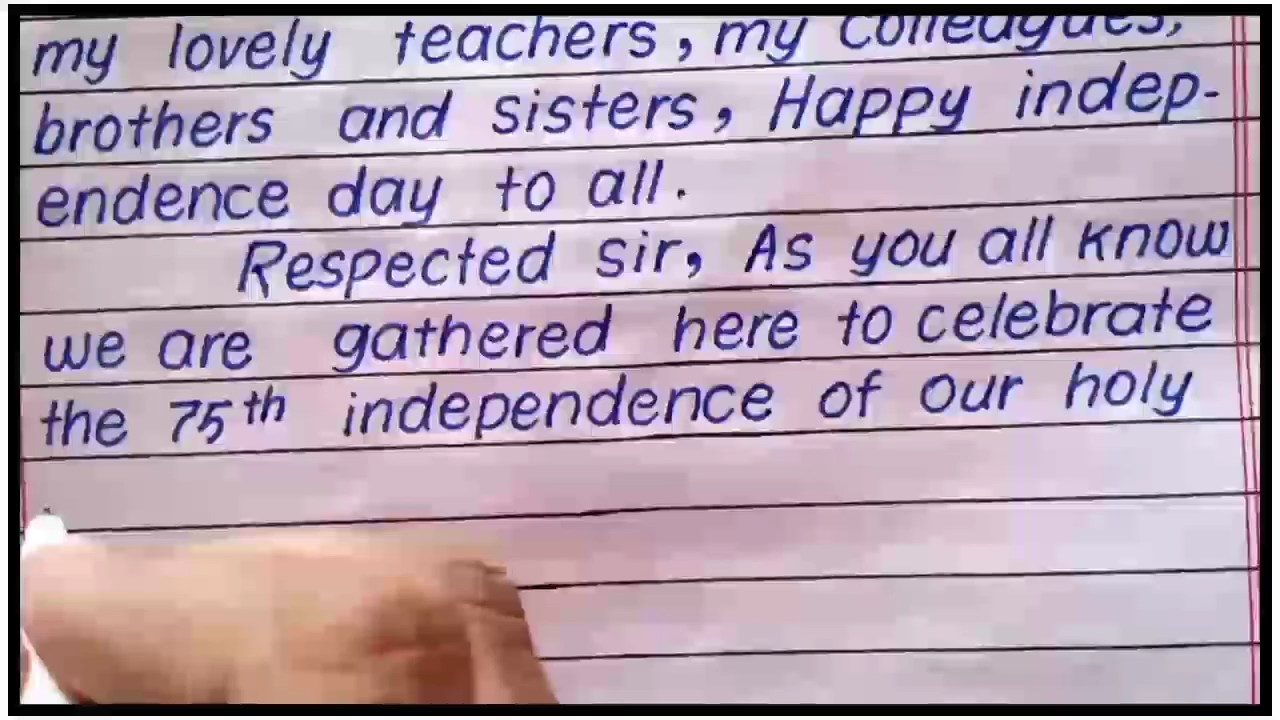 my lovely teachers, my colleagues,
brothers and sisters, Happy indep-
endence day to all.
Respected sir, As you all know
we are gathered here to celebrate
the 75th independence of our holy